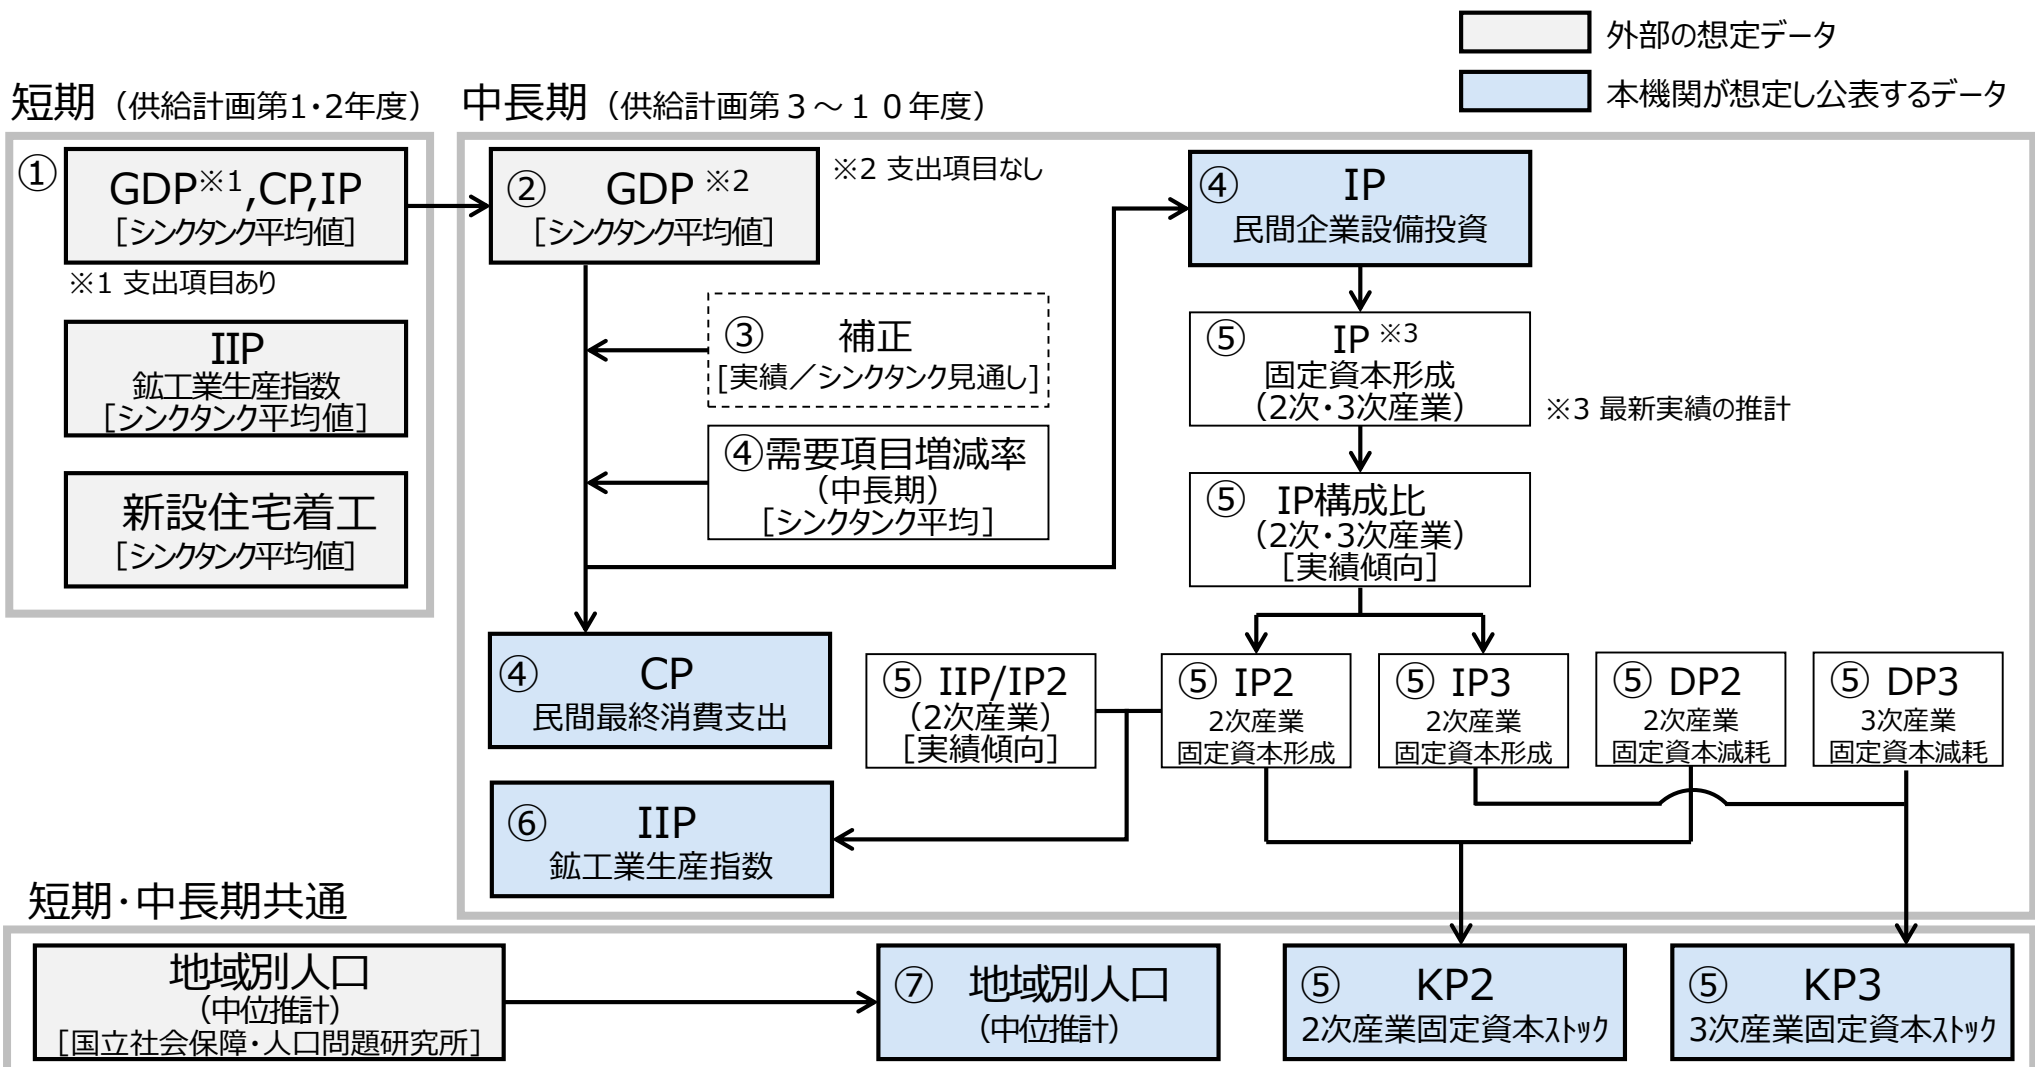 外部の想定データ
本機関が想定し公表するデータ
短期（供給計画第1・2年度）
①
GDP※1,CP,IP
［シンクタンク平均値］
※1 支出項目あり
IIP
鉱工業生産指数
［シンクタンク平均値］
新設住宅着工
［シンクタンク平均値］
中長期（供給計画第３～１０年度）
② GDP ※2
［シンクタンク平均値］
※2 支出項目なし
③ 補正
[実績／シンクタンク見通し]
④需要項目増減率
（中長期）
［シンクタンク平均］
④ IP
民間企業設備投資
⑤ IP ※3
固定資本形成
（2次・3次産業）
※3 最新実績の推計
⑤ IP構成比
（2次・3次産業）
［実績傾向］
④ CP
民間最終消費支出
⑤ IIP/IP2
（2次産業）
［実績傾向］
⑤ IP2
2次産業
固定資本形成
⑤ IP3
2次産業
固定資本形成
⑤ DP2
2次産業
固定資本減耗
⑤ DP3
3次産業
固定資本減耗
⑥ IIP
鉱工業生産指数
短期・中長期共通
地域別人口
（中位推計）
［国立社会保障・人口問題研究所］
⑦ 地域別人口
（中位推計）
⑤ KP2
2次産業固定資本ストック
⑤ KP3
3次産業固定資本ストック